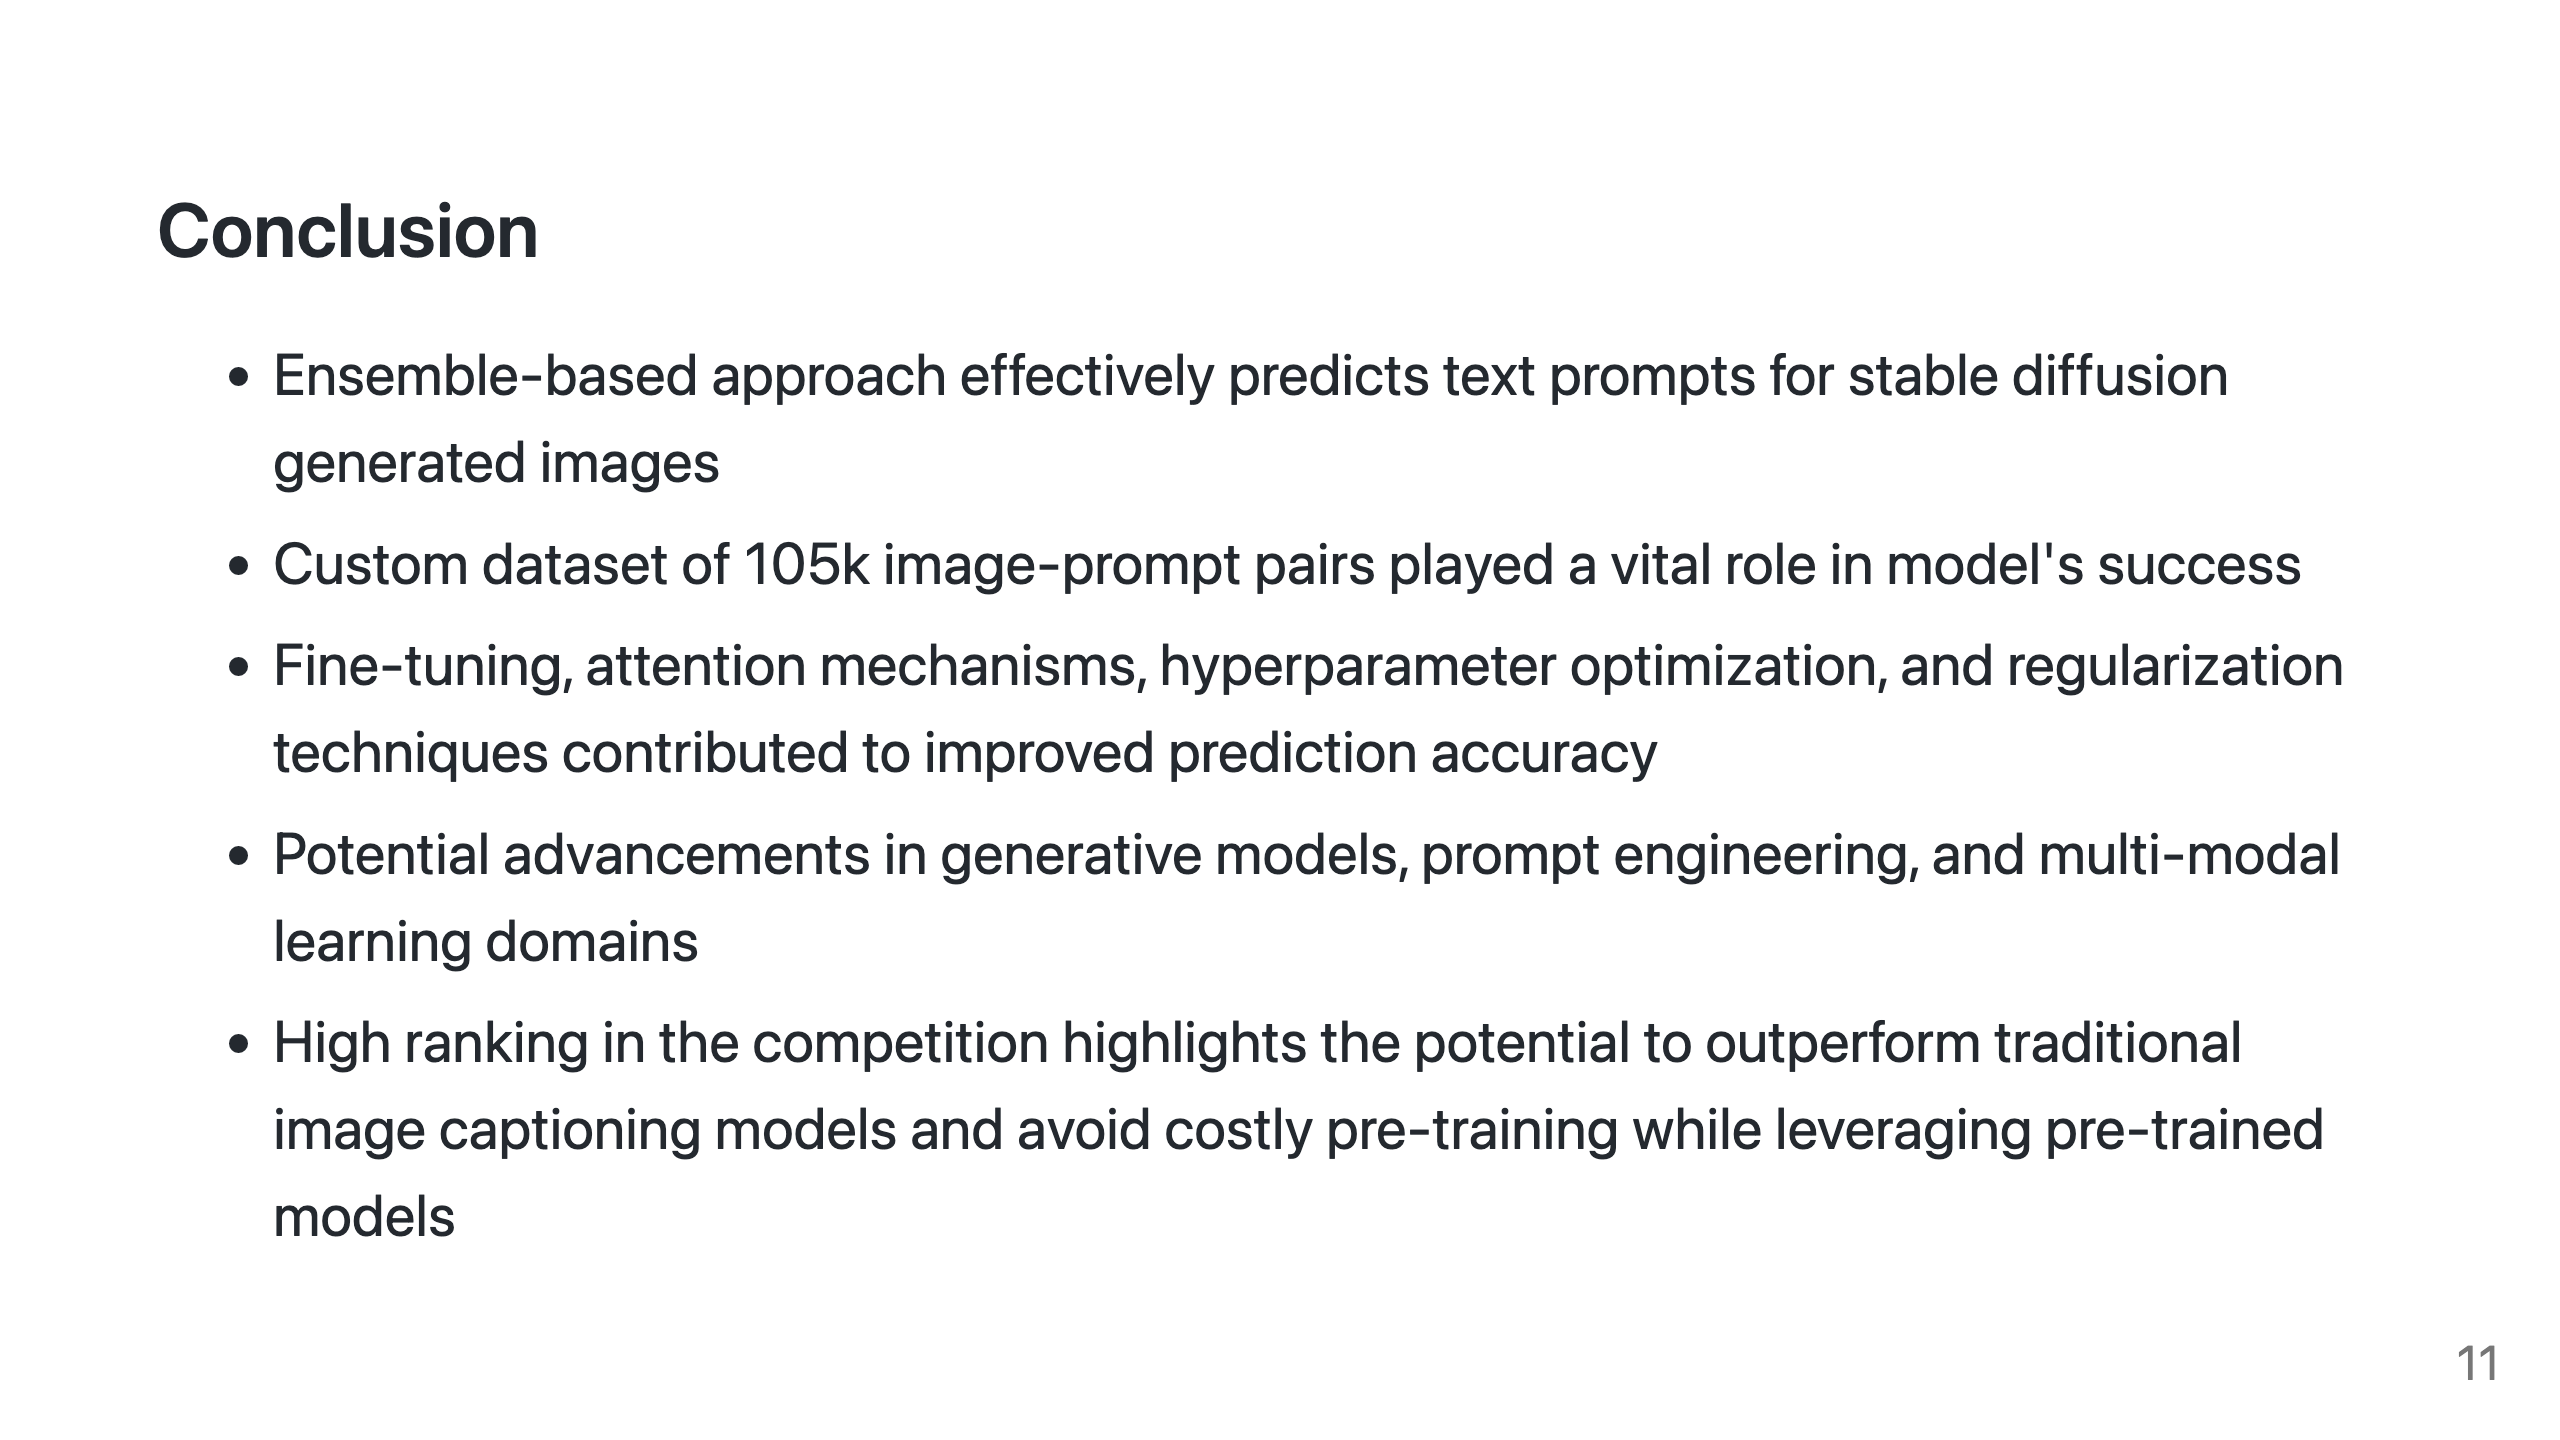 Conclusion
• Ensemble-based approach effectively predicts text prompts for stable diffusion
generated images
• Custom dataset of 105k image-prompt pairs played a vital role in model's success
• Fine-tuning, attention mechanisms, hyperparameter optimization, and regularization
techniques contributed to improved prediction accuracy
• Potential advancements in generative models, prompt engineering, and multi-modal
learning domains
• High ranking in the competition highlights the potential to outperform traditional
image captioning models and avoid costly pre-training while leveraging pre-trained
models
11